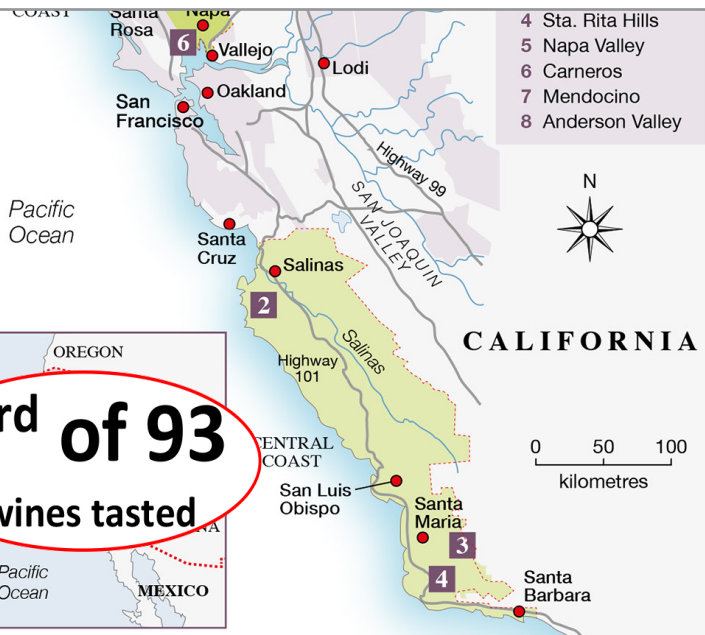 COAST
Santa
Rosa
Napa
6
Vallejo
Lodi
Oakland
San
Francisco
Highway 99
SAN JOAQUIN
VALLEY
Pacific
Ocean
Santa
Cruz
Salinas
2
Salinas
Highway
101
CENTRAL
COAST
San Luis
Obispo
Santa
Maria
3
4
Santa
Barbara
4 Sta. Rita Hills
5 Napa Valley
6 Carneros
7 Mendocino
8 Anderson Valley
N
CALIFORNIA
0 50 100
kilometres
OREGON
rd of 93
wines tasted
NA
Pacific
Ocean
MEXICO